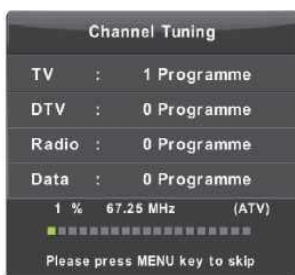 Channel Tuning
TV : 1 Programme
DTV : 0 Programme
Radio : 0 Programme
Data : 0 Programme
1 % 67.25 MHz (ATV)
Please press MENU key to skip